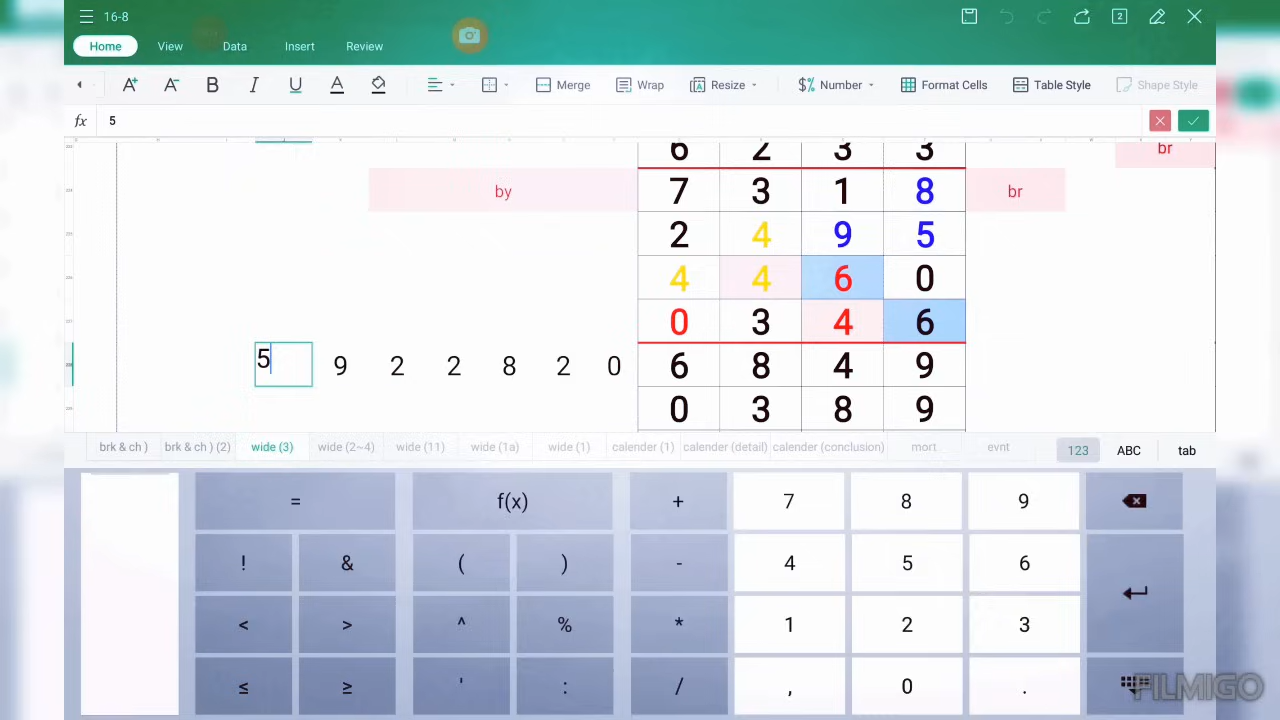 16-8
2
Home View Data Insert Review
B I U A Merge Wrap Resize $% Number Format Cells Table Style Shape Style
fx 5
6 2 3 3 br
by 7 3 1 8 br
2 4 9 5
4 4 6 0
0 3 4 6
5 9 2 2 8 2 0 6 8 4 9
0 3 8 9
brk & ch ) brk & ch ) (2) wide (3) wide (2~4) wide (11) wide (1a) wide (1) calender (1) calender (detail) calender (conclusion) mort evnt 123 ABC tab
= f(x) + 7 8 9
! & ( ) - 4 5 6
< > ^ % * 1 2 3
≤ ≥ ' : / , 0 .
FILMIGO